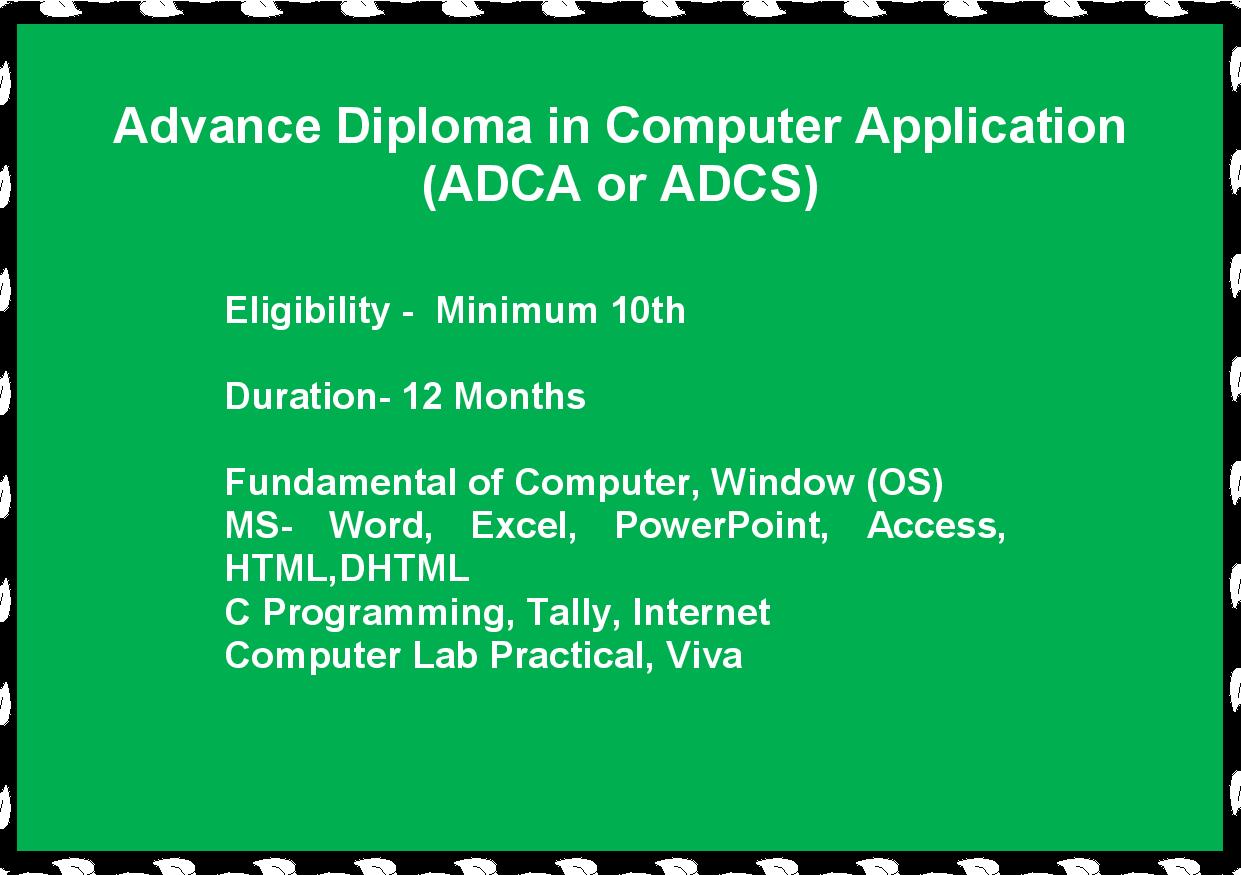 Advance Diploma in Computer Application
(ADCA or ADCS)
Eligibility - Minimum 10th
Duration- 12 Months
Fundamental of Computer, Window (OS)
MS- Word, Excel, PowerPoint, Access,
HTML,DHTML
C Programming, Tally, Internet
Computer Lab Practical, Viva